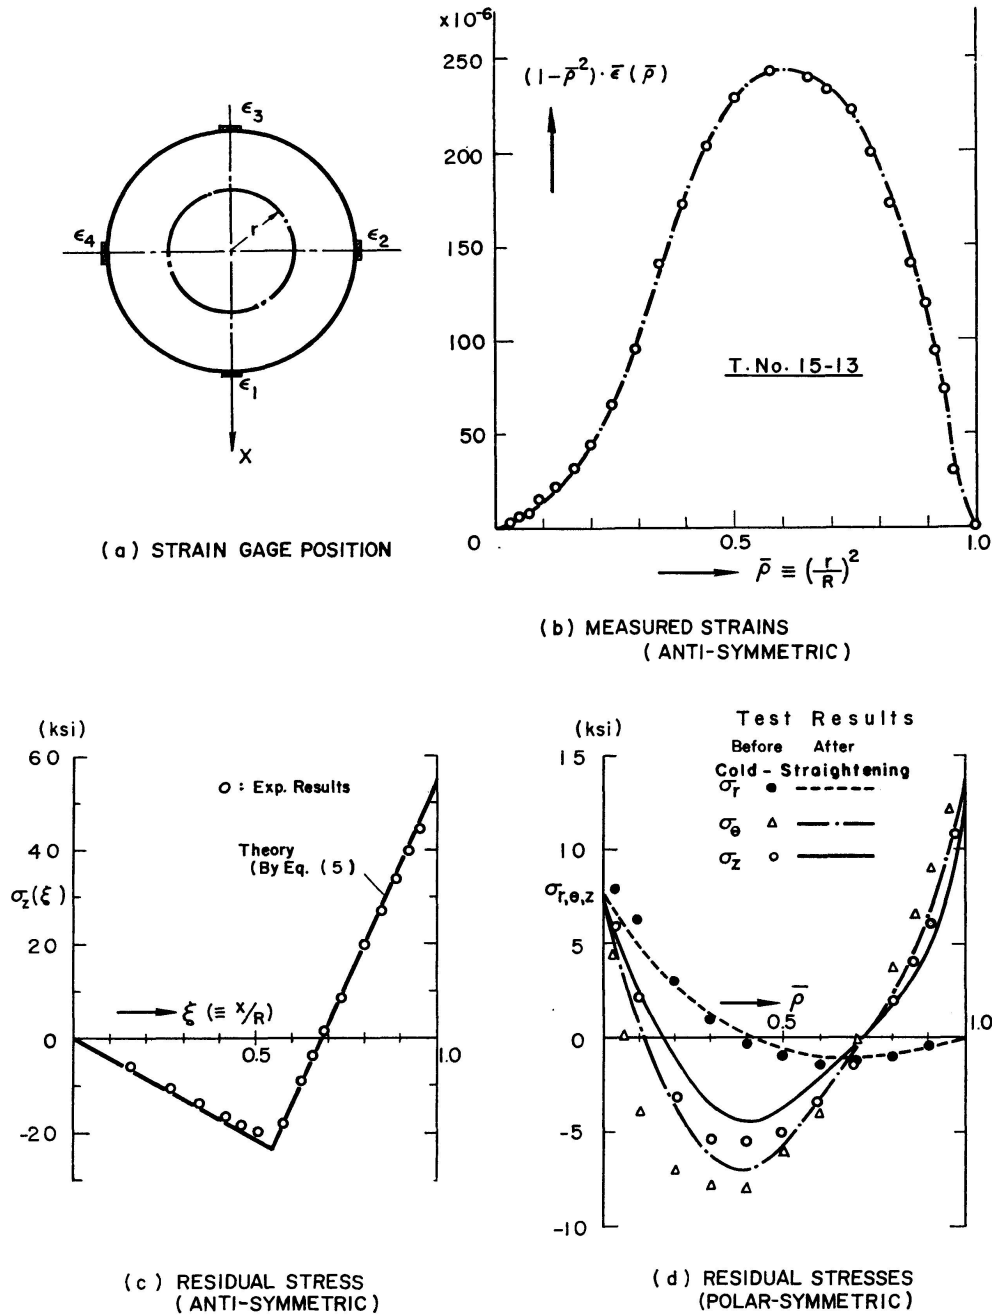 ϵ₃
ϵ₄
r
ϵ₂
ϵ₁
X
(a) STRAIN GAGE POSITION
x10⁻⁶
250
200
150
100
50
0
(1-ρ̄²)·ϵ̄(ρ̄)
T.No. 15-13
0.5
1.0
ρ̄ ≡ (r/R)²
(b) MEASURED STRAINS
(ANTI-SYMMETRIC)
(ksi)
60
40
σz(ξ)
20
0
-20
o : Exp. Results
Theory
(By Eq. (5)
ξ (≡ x/R)
0.5
1.0
(c) RESIDUAL STRESS
(ANTI-SYMMETRIC)
(ksi)
15
10
σr,θ,z
5
0
-5
-10
Test Results
Before After
Cold - Straightening
σr
σθ
σz
ρ̄
0.5
1.0
(d) RESIDUAL STRESSES
(POLAR-SYMMETRIC)